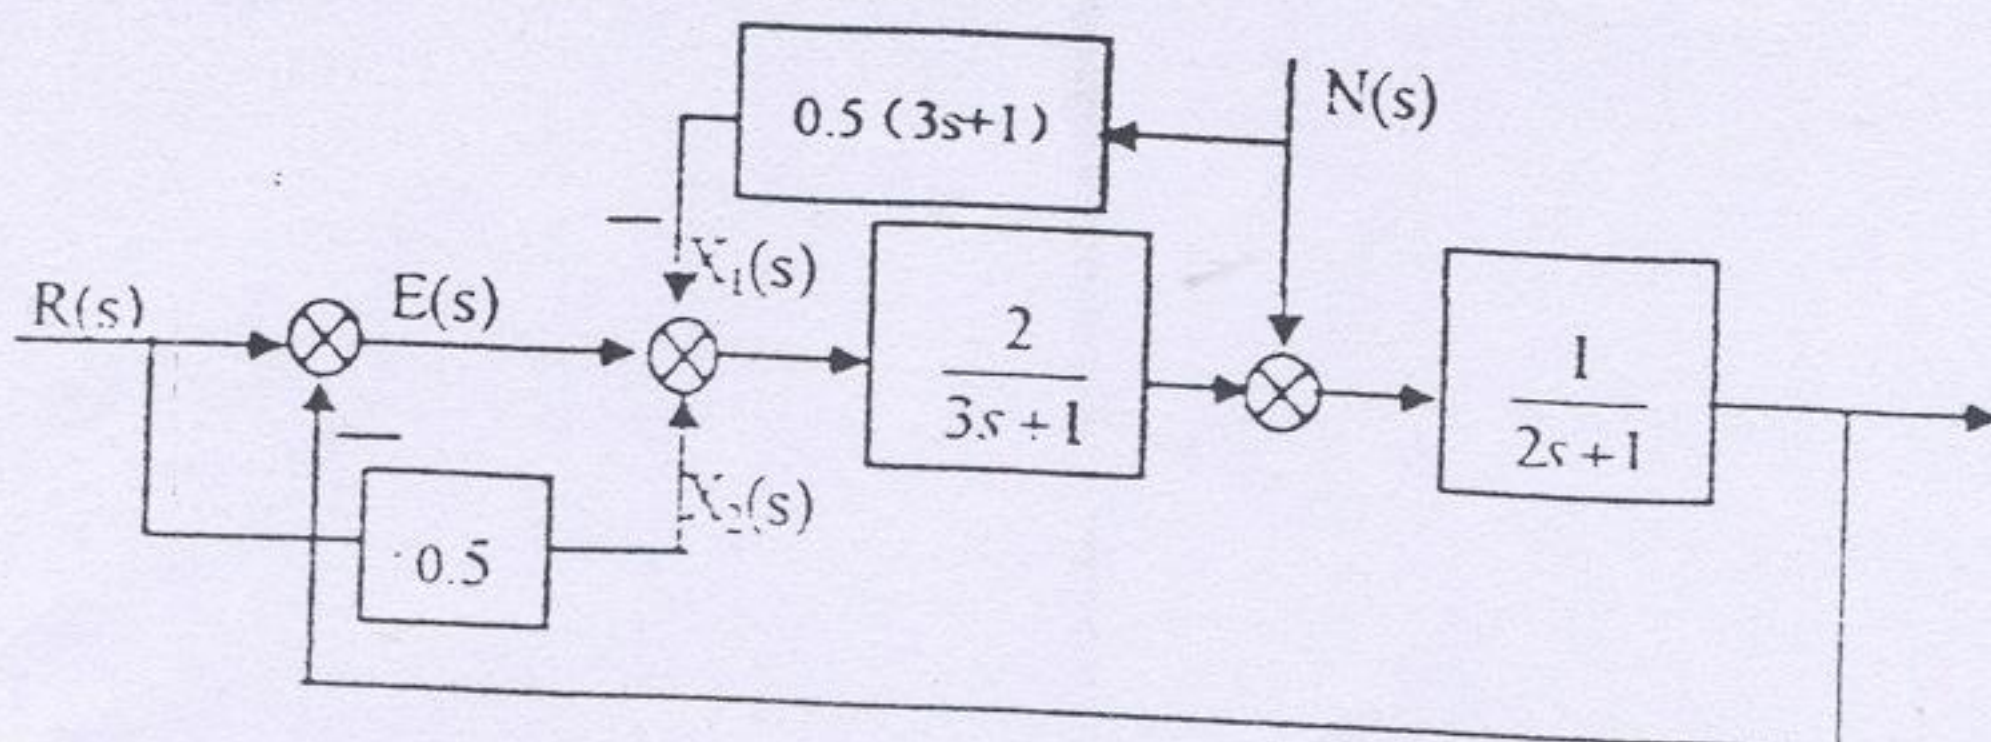 0.5 (3s+1)
N(s)
—
X₁(s)
R(s)
E(s)
2
3s+1
1
2s+1
—
X₂(s)
0.5